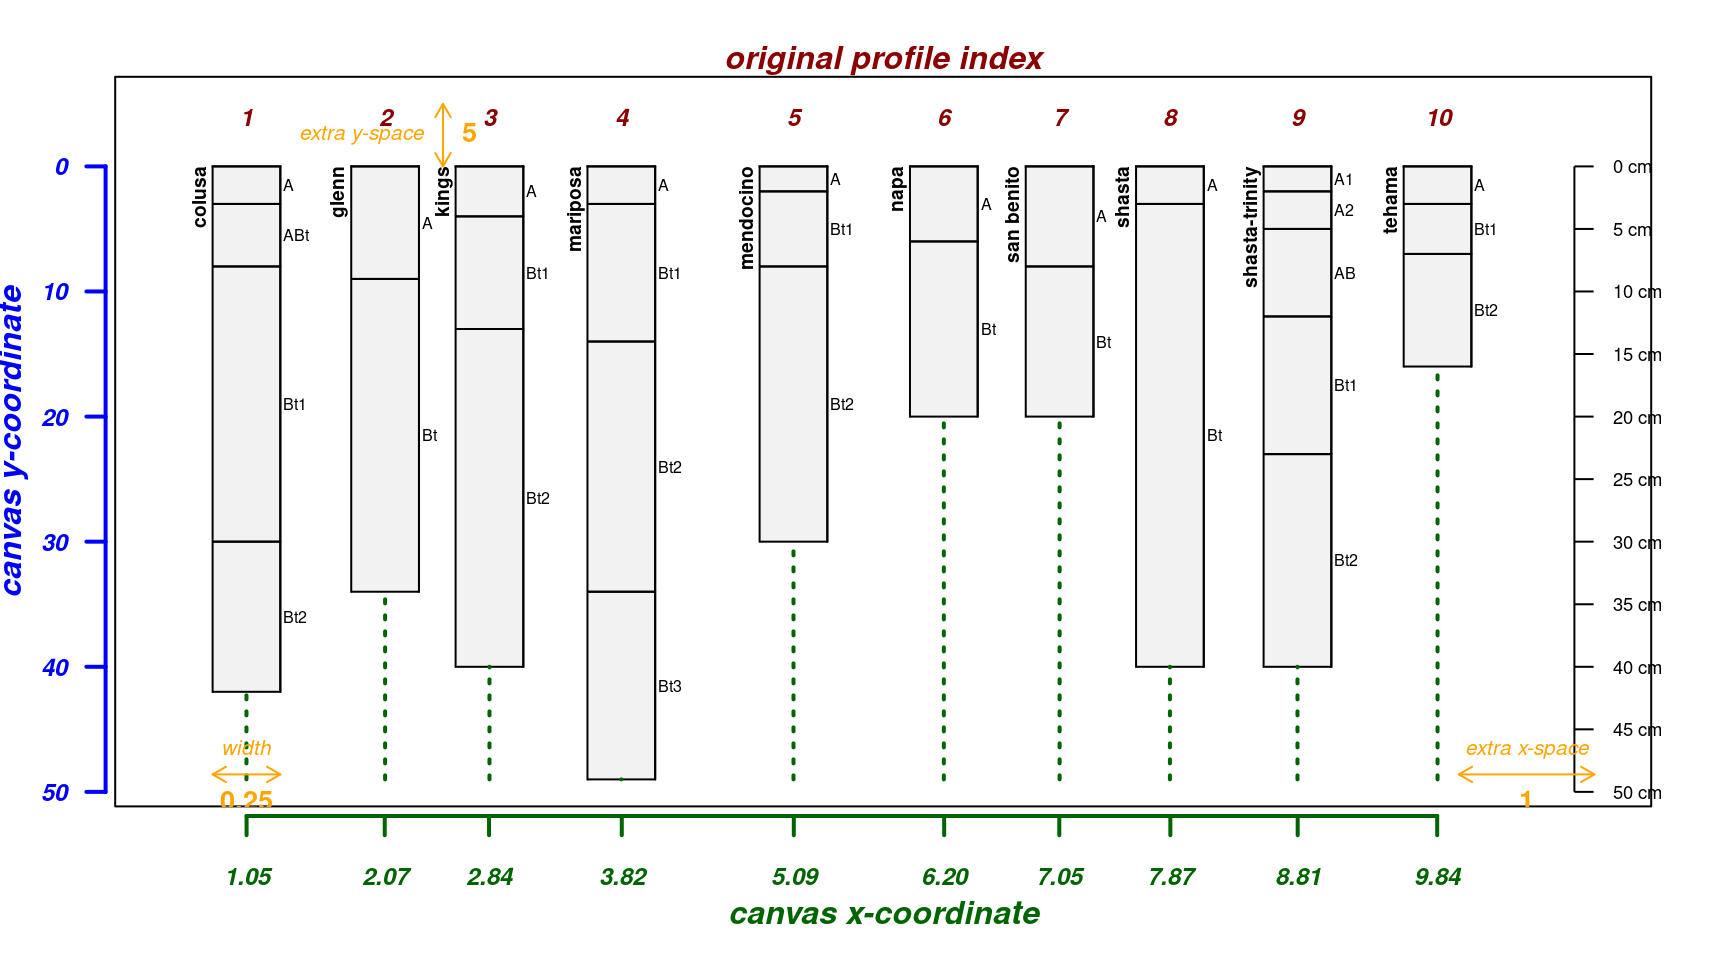 original profile index
1 2 3 4 5 6 7 8 9 10
extra y-space 5
canvas y-coordinate
0
10
20
30
40
50
colusa
A
ABt
Bt1
Bt2
glenn
A
Bt
kings
A
Bt1
Bt2
mariposa
A
Bt1
Bt2
Bt3
mendocino
A
Bt1
Bt2
napa
A
Bt
san benito
A
Bt
shasta
A
Bt
shasta-trinity
A1
A2
AB
Bt1
Bt2
tehama
A
Bt1
Bt2
0 cm
5 cm
10 cm
15 cm
20 cm
25 cm
30 cm
35 cm
40 cm
45 cm
50 cm
width
0.25
extra x-space
1
1.05 2.07 2.84 3.82 5.09 6.20 7.05 7.87 8.81 9.84
canvas x-coordinate